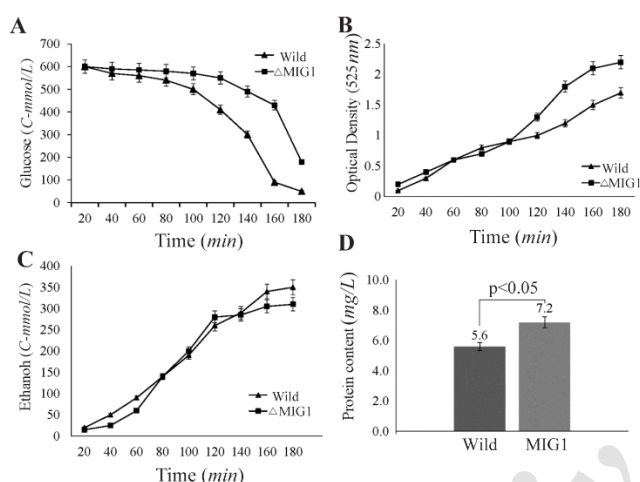 A
Glucose (C-mmol/L)
700
600
500
400
300
200
100
0
20 40 60 80 100 120 140 160 180
Time (min)
Wild
△MIG1
B
Optical Density (525nm)
2.5
2
1.5
1
0.5
0
20 40 60 80 100 120 140 160 180
Time (min)
Wild
△MIG1
C
Ethanoh (C-mmol/L)
400
350
300
250
200
150
100
50
0
20 40 60 80 100 120 140 160 180
Time (min)
Wild
△MIG1
D
Protein content (mg/L)
10.0
8.0
6.0
4.0
2.0
0.0
p<0.05
5.6
7.2
Wild MIG1